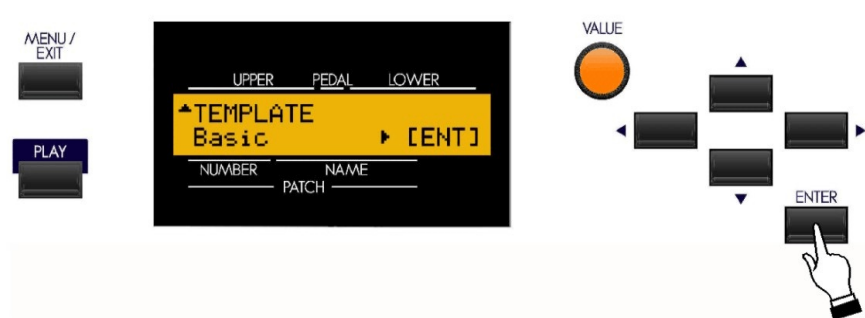 MENU /
EXIT
PLAY
UPPER PEDAL LOWER
TEMPLATE
Basic [ENT]
NUMBER NAME
PATCH
VALUE
ENTER